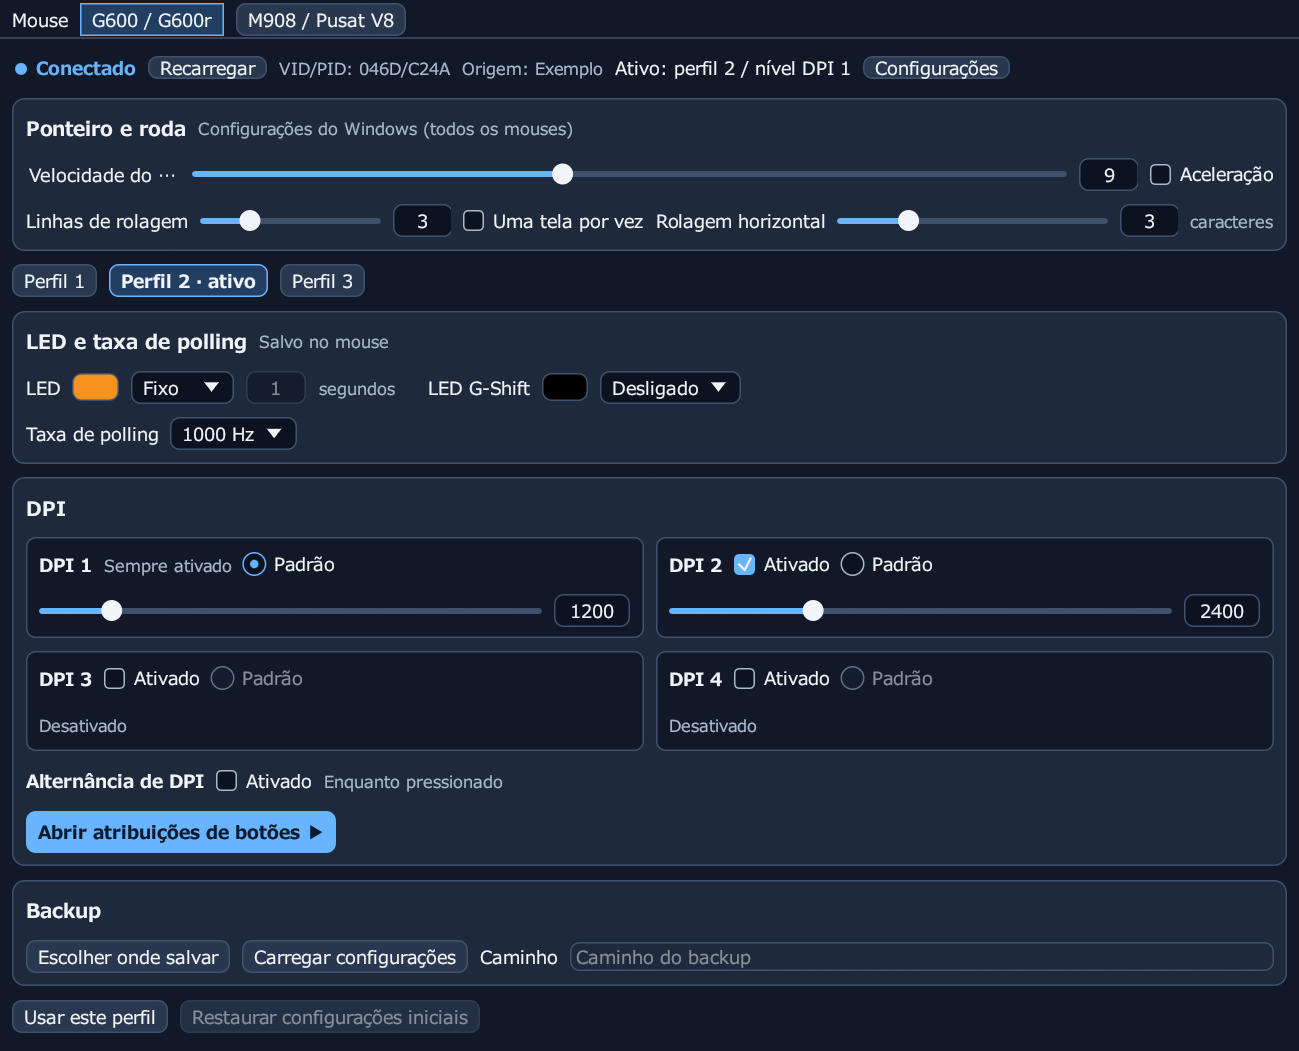 Mouse G600 / G600r M908 / Pusat V8
Conectado Recarregar VID/PID: 046D/C24A Origem: Exemplo Ativo: perfil 2 / nível DPI 1 Configurações
Ponteiro e roda Configurações do Windows (todos os mouses)
Velocidade do ··· 9 Aceleração
Linhas de rolagem 3 Uma tela por vez Rolagem horizontal 3 caracteres
Perfil 1 Perfil 2 · ativo Perfil 3
LED e taxa de polling Salvo no mouse
LED Fixo 1 segundos LED G-Shift Desligado
Taxa de polling 1000 Hz
DPI
DPI 1 Sempre ativado Padrão
1200
DPI 2 Ativado Padrão
2400
DPI 3 Ativado Padrão
Desativado
DPI 4 Ativado Padrão
Desativado
Alternância de DPI Ativado Enquanto pressionado
Abrir atribuições de botões
Backup
Escolher onde salvar Carregar configurações Caminho Caminho do backup
Usar este perfil Restaurar configurações iniciais